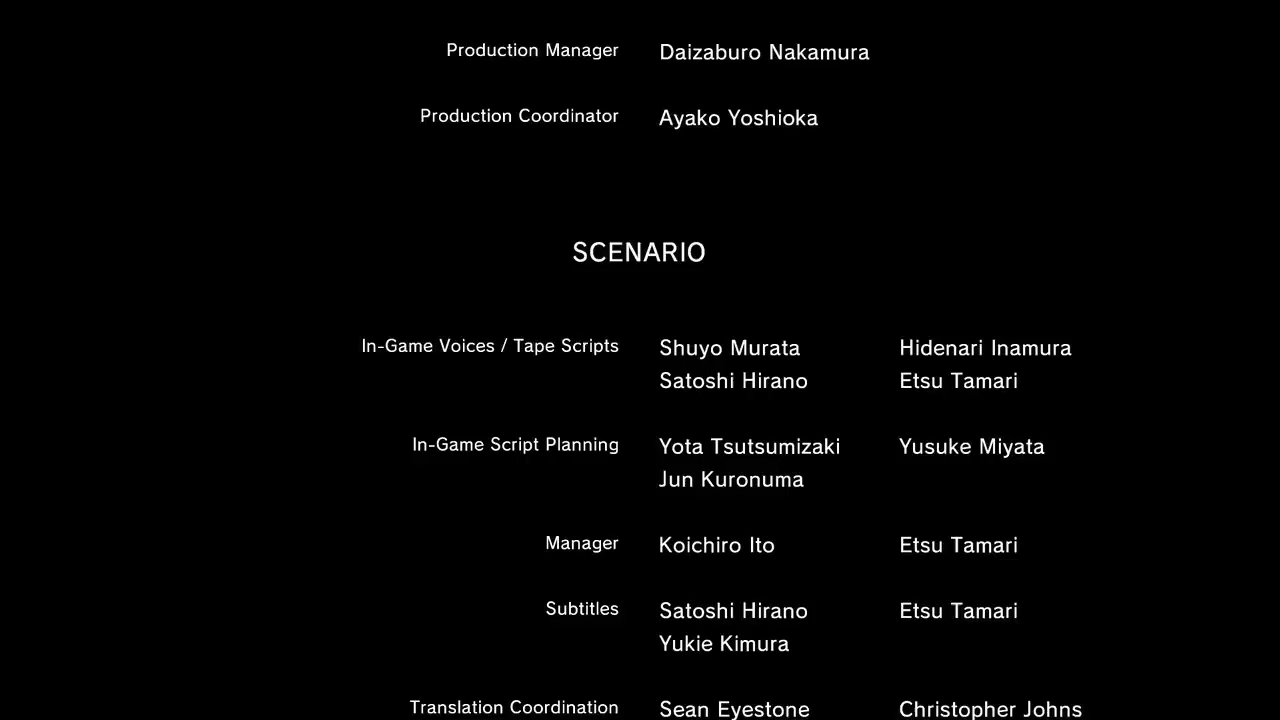 Production Manager Daizaburo Nakamura
Production Coordinator Ayako Yoshioka
SCENARIO
In-Game Voices / Tape Scripts Shuyo Murata Hidenari Inamura
Satoshi Hirano Etsu Tamari
In-Game Script Planning Yota Tsutsumizaki Yusuke Miyata
Jun Kuronuma
Manager Koichiro Ito Etsu Tamari
Subtitles Satoshi Hirano Etsu Tamari
Yukie Kimura
Translation Coordination Sean Eyestone Christopher Johns